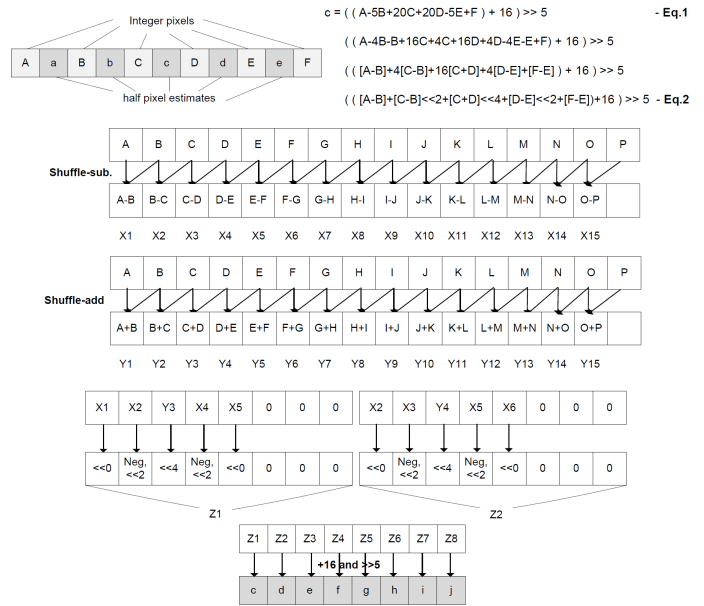 Integer pixels
A a B b C c D d E e F
half pixel estimates
c = ( ( A-5B+20C+20D-5E+F ) + 16 ) >> 5 - Eq.1
( ( A-4B-B+16C+4C+16D+4D-4E-E+F) + 16 ) >> 5
( ( [A-B]+4[C-B]+16[C+D]+4[D-E]+[F-E] ) + 16 ) >> 5
( ( [A-B]+[C-B]<<2+[C+D]<<4+[D-E]<<2+[F-E])+16 ) >> 5 - Eq.2
A B C D E F G H I J K L M N O P
Shuffle-sub.
A-B B-C C-D D-E E-F F-G G-H H-I I-J J-K K-L L-M M-N N-O O-P
X1 X2 X3 X4 X5 X6 X7 X8 X9 X10 X11 X12 X13 X14 X15
A B C D E F G H I J K L M N O P
Shuffle-add
A+B B+C C+D D+E E+F F+G G+H H+I I+J J+K K+L L+M M+N N+O O+P
Y1 Y2 Y3 Y4 Y5 Y6 Y7 Y8 Y9 Y10 Y11 Y12 Y13 Y14 Y15
X1 X2 Y3 X4 X5 0 0 0 X2 X3 Y4 X5 X6 0 0 0
<<0 Neg, <<2 <<4 Neg, <<2 <<0 0 0 0 <<0 Neg, <<2 <<4 Neg, <<2 <<0 0 0 0
Z1 Z2
Z1 Z2 Z3 Z4 Z5 Z6 Z7 Z8
+16 and >>5
c d e f g h i j